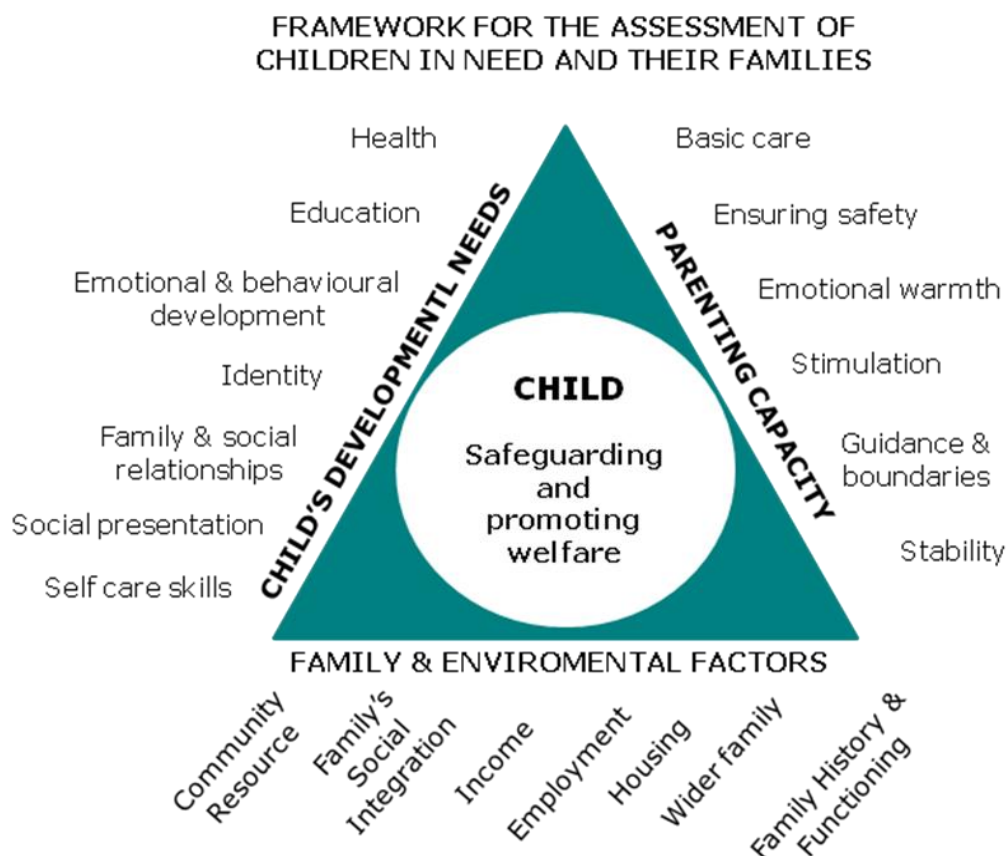 FRAMEWORK FOR THE ASSESSMENT OF
CHILDREN IN NEED AND THEIR FAMILIES
Health
Education
Emotional & behavioural
development
Identity
Family & social
relationships
Social presentation
Self care skills
CHILD'S DEVELOPMENTL NEEDS
Basic care
Ensuring safety
Emotional warmth
Stimulation
Guidance &
boundaries
Stability
PARENTING CAPACITY
CHILD
Safeguarding
and
promoting
welfare
FAMILY & ENVIROMENTAL FACTORS
Community
Resource
Family's
Social
Integration
Income
Employment
Housing
Wider family
Family History &
Functioning